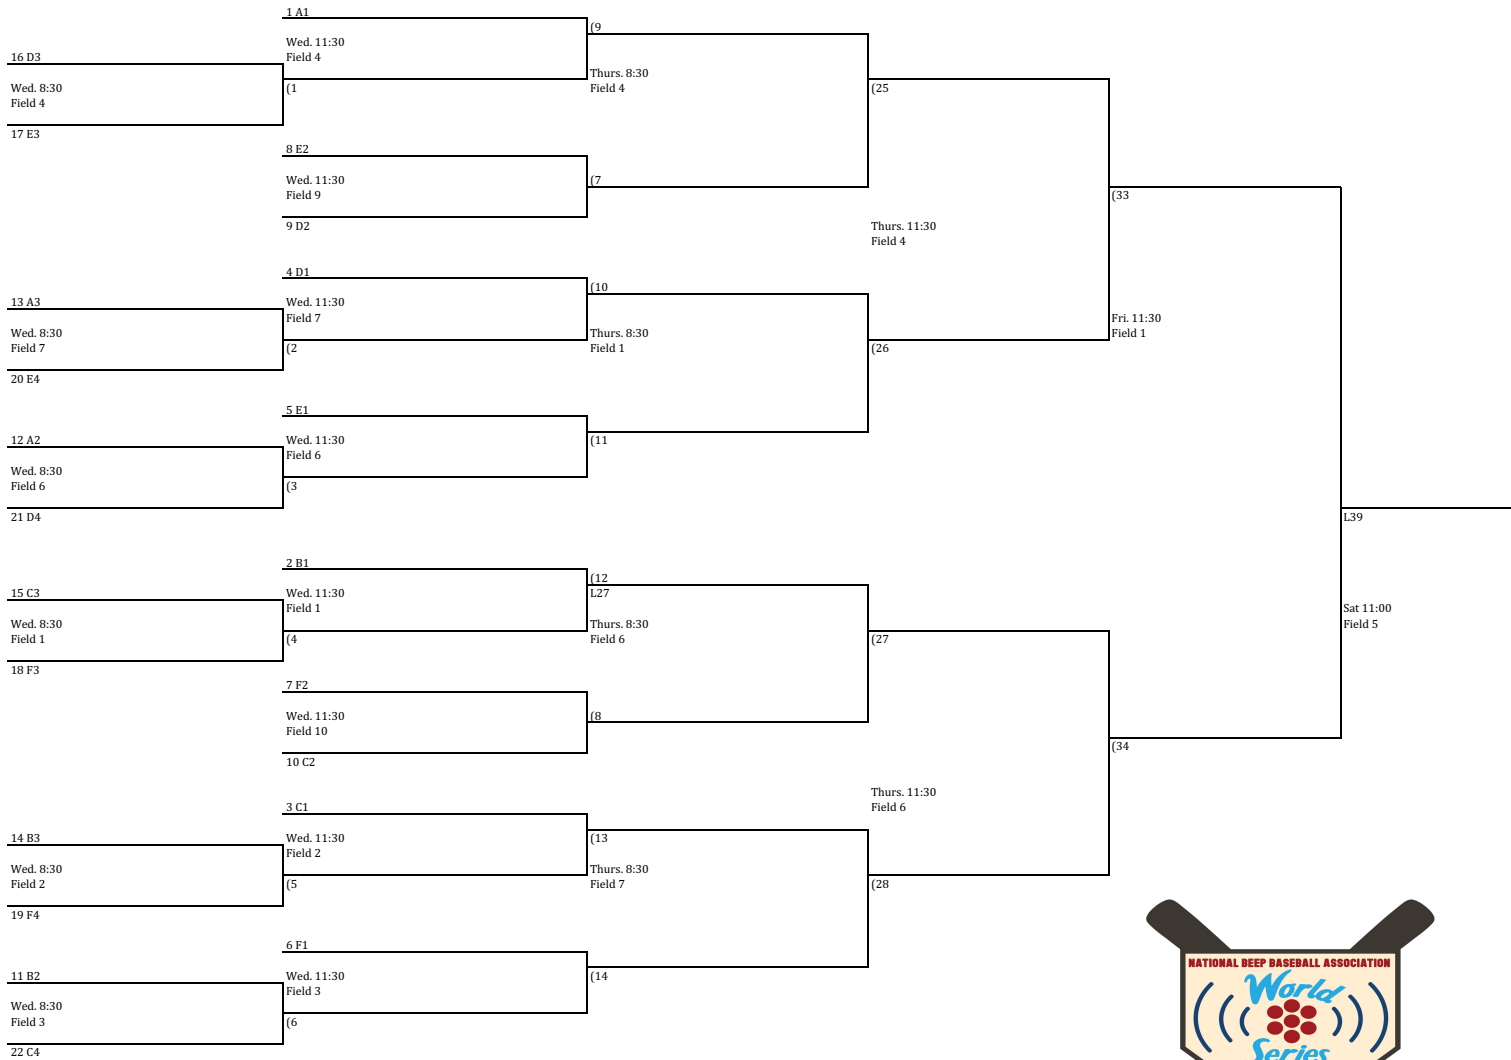 1 A1
Wed. 11:30
Field 4
16 D3
Wed. 8:30
Field 4
17 E3
(1
8 E2
Wed. 11:30
Field 9
9 D2
4 D1
Wed. 11:30
Field 7
13 A3
Wed. 8:30
Field 7
20 E4
(2
5 E1
Wed. 11:30
Field 6
12 A2
Wed. 8:30
Field 6
21 D4
(3
2 B1
Wed. 11:30
Field 1
15 C3
Wed. 8:30
Field 1
18 F3
(4
7 F2
Wed. 11:30
Field 10
10 C2
3 C1
Wed. 11:30
Field 2
14 B3
Wed. 8:30
Field 2
19 F4
(5
6 F1
Wed. 11:30
Field 3
11 B2
Wed. 8:30
Field 3
22 C4
(6
(9
Thurs. 8:30
Field 4
(7
(10
Thurs. 8:30
Field 1
(11
(12
L27
Thurs. 8:30
Field 6
(8
(13
Thurs. 8:30
Field 7
(14
(25
Thurs. 11:30
Field 4
(26
(27
Thurs. 11:30
Field 6
(28
(33
Fri. 11:30
Field 1
(34
L39
Sat 11:00
Field 5
NATIONAL BEEP BASEBALL ASSOCIATION
World
Series